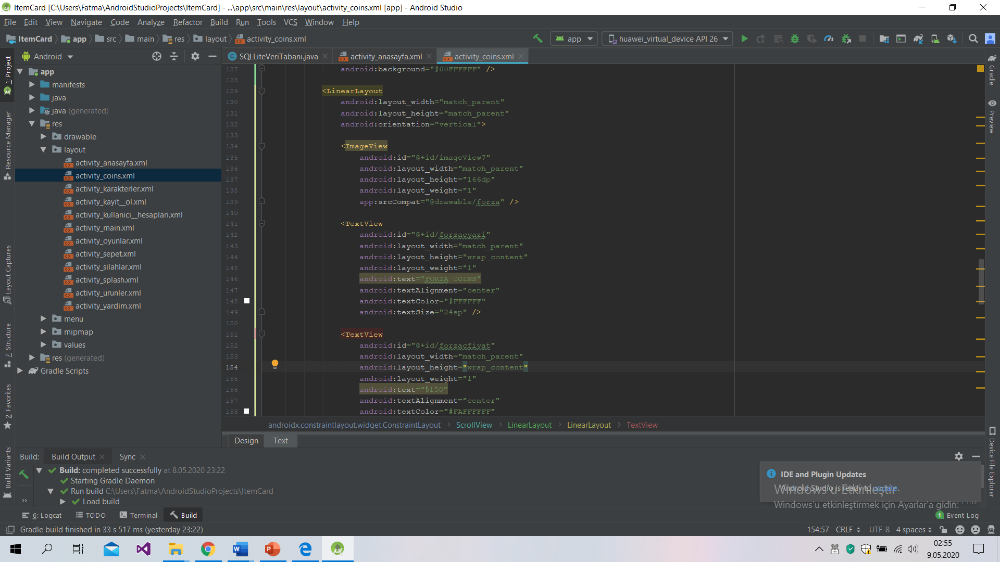 ItemCard [C:\Users\Fatma\AndroidStudioProjects\ItemCard] - ...\app\src\main\res\layout\activity_coins.xml [app] - Android Studio
File Edit View Navigate Code Analyze Refactor Build Run Tools VCS Window Help
ItemCard app src main res layout activity_coins.xml app huawei_virtual_device API 26
Android
SQLLiteVeriTabanı.java activity_anasayfa.xml activity_coins.xml
1: Project
Resource Manager
Layout Captures
7: Structure
2: Favorites
Build Variants
app
manifests
java
java (generated)
res
drawable
layout
activity_anasayfa.xml
activity_coins.xml
activity_karakterler.xml
activity_kayit__ol.xml
activity_kullanici__hesaplari.xml
activity_main.xml
activity_oyunlar.xml
activity_sepet.xml
activity_silahlar.xml
activity_splash.xml
activity_urunler.xml
activity_yardim.xml
menu
mipmap
values
res (generated)
Gradle Scripts
127 android:background="#00FFFFFF" />
128
129 <LinearLayout
130 android:layout_width="match_parent"
131 android:layout_height="match_parent"
132 android:orientation="vertical">
133
134 <ImageView
135 android:id="@+id/imageView7"
136 android:layout_width="match_parent"
137 android:layout_height="166dp"
138 android:layout_weight="1"
139 app:srcCompat="@drawable/forza" />
140
141 <TextView
142 android:id="@+id/forzacyazi"
143 android:layout_width="match_parent"
144 android:layout_height="wrap_content"
145 android:layout_weight="1"
146 android:text="FORZA COINS"
147 android:textAlignment="center"
148 android:textColor="#FFFFFF"
149 android:textSize="24sp" />
150
151 <TextView
152 android:id="@+id/forzacfiyat"
153 android:layout_width="match_parent"
154 android:layout_height="wrap_content"
155 android:layout_weight="1"
156 android:text="₺150"
157 android:textAlignment="center"
158 android:textColor="#FAFFFFFF"
androidx.constraintlayout.widget.ConstraintLayout ScrollView LinearLayout LinearLayout TextView
Design Text
Gradle
Preview
Device File Explorer
Build: Build Output Sync
Build: completed successfully at 8.05.2020 23:22
Starting Gradle Daemon
Run build C:\Users\Fatma\AndroidStudioProjects\ItemCard
Load build
IDE and Plugin Updates
Android Studio is ready to update.
Windows'u Etkinleştir
Windows'u etkinleştirmek için Ayarlar'a gidin.
6: Logcat TODO Terminal Build
1 Event Log
Gradle build finished in 33 s 517 ms (yesterday 23:22)
154:57 CRLF UTF-8 4 spaces
02:55
9.05.2020